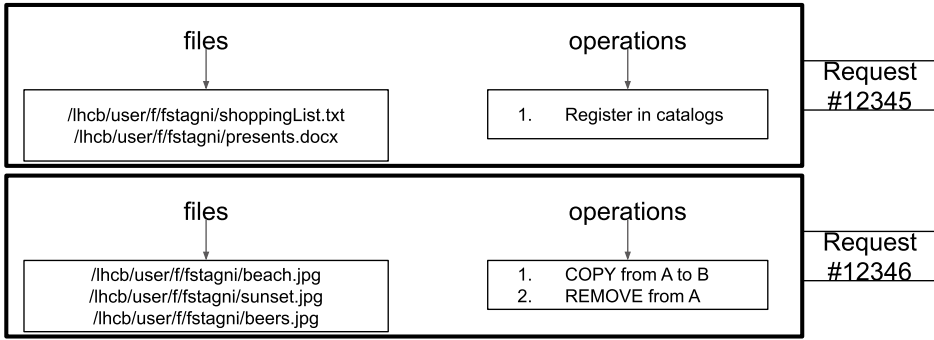 files
operations
/lhcb/user/f/fstagni/shoppingList.txt
/lhcb/user/f/fstagni/presents.docx
1. Register in catalogs
Request
#12345
files
operations
/lhcb/user/f/fstagni/beach.jpg
/lhcb/user/f/fstagni/sunset.jpg
/lhcb/user/f/fstagni/beers.jpg
1. COPY from A to B
2. REMOVE from A
Request
#12346